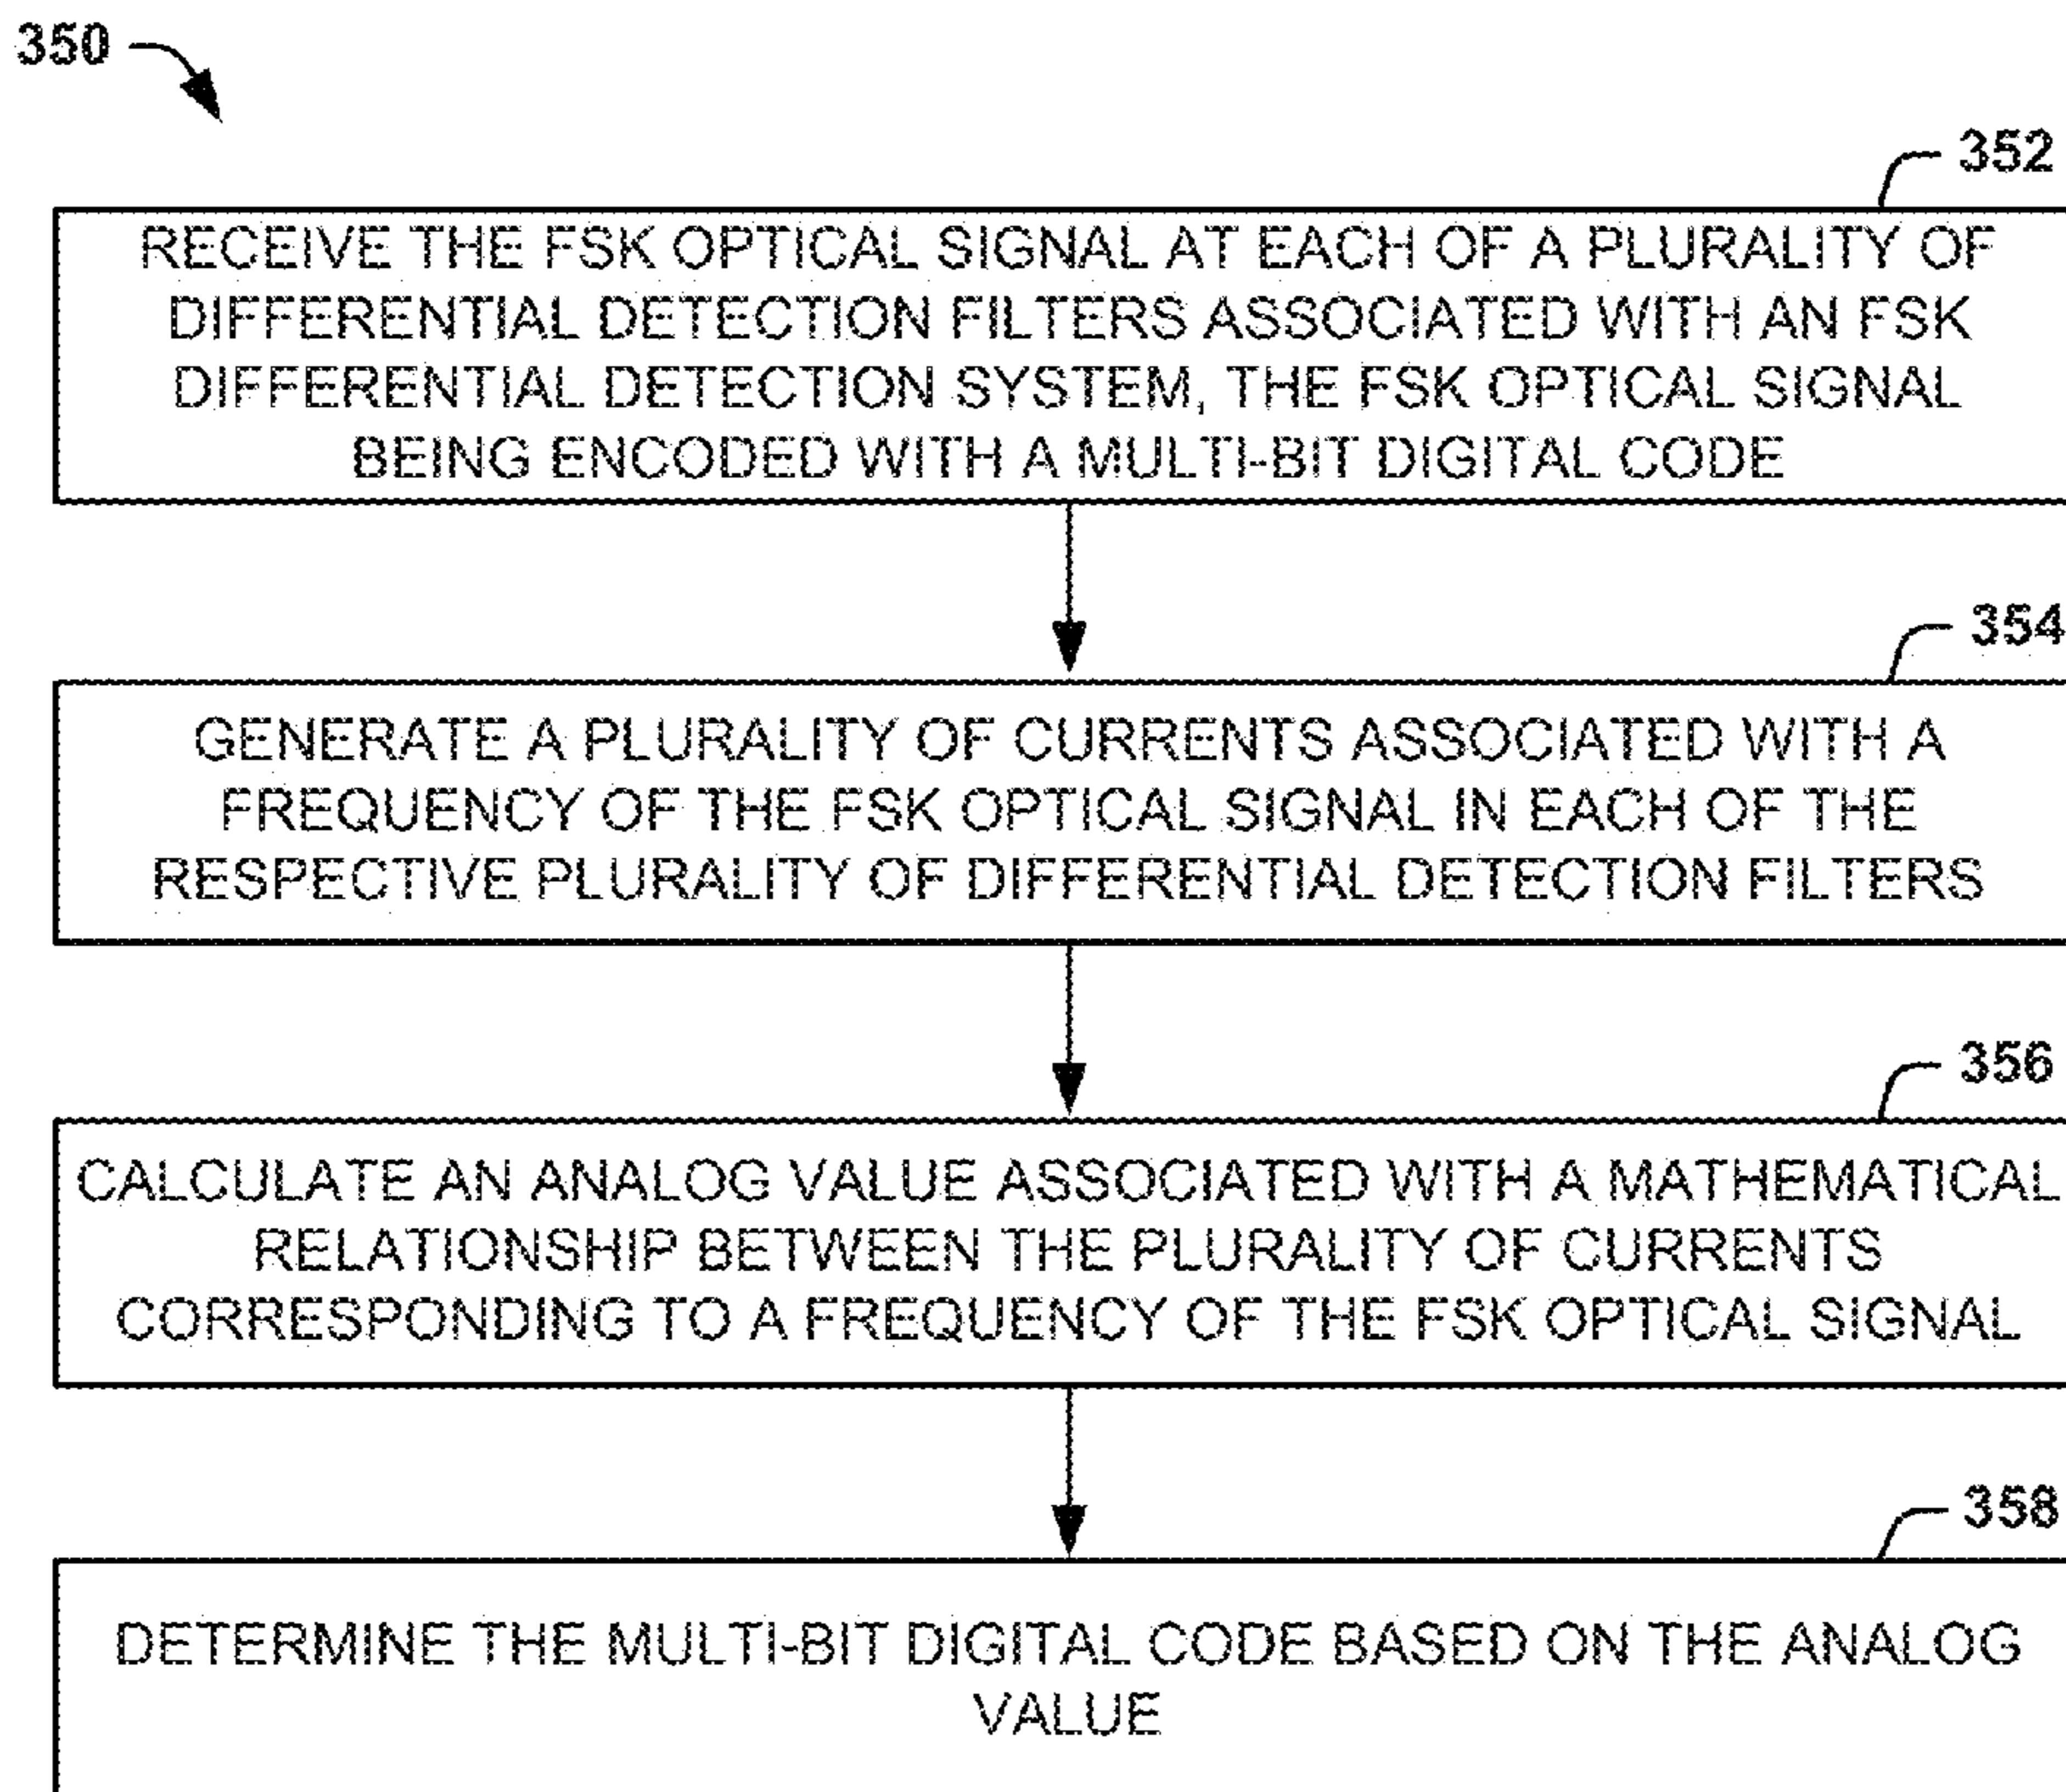 350
352
RECEIVE THE FSK OPTICAL SIGNAL AT EACH OF A PLURALITY OF
DIFFERENTIAL DETECTION FILTERS ASSOCIATED WITH AN FSK
DIFFERENTIAL DETECTION SYSTEM, THE FSK OPTICAL SIGNAL
BEING ENCODED WITH A MULTI-BIT DIGITAL CODE
354
GENERATE A PLURALITY OF CURRENTS ASSOCIATED WITH A
FREQUENCY OF THE FSK OPTICAL SIGNAL IN EACH OF THE
RESPECTIVE PLURALITY OF DIFFERENTIAL DETECTION FILTERS
356
CALCULATE AN ANALOG VALUE ASSOCIATED WITH A MATHEMATICAL
RELATIONSHIP BETWEEN THE PLURALITY OF CURRENTS
CORRESPONDING TO A FREQUENCY OF THE FSK OPTICAL SIGNAL
358
DETERMINE THE MULTI-BIT DIGITAL CODE BASED ON THE ANALOG
VALUE